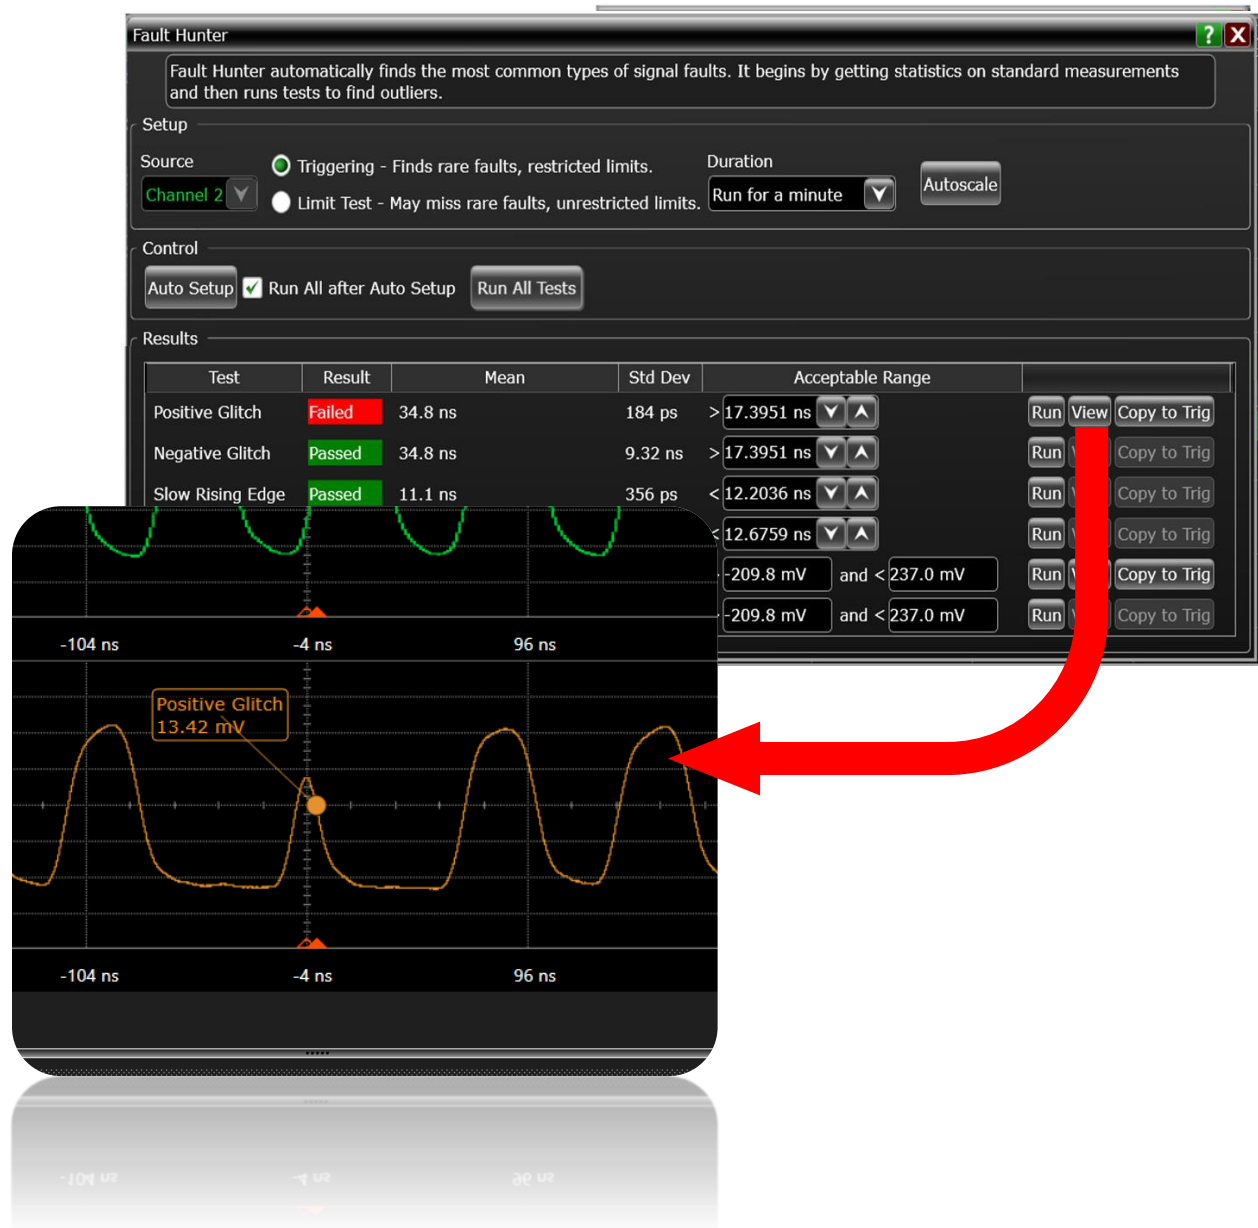 Fault Hunter
? X
Fault Hunter automatically finds the most common types of signal faults. It begins by getting statistics on standard measurements
and then runs tests to find outliers.
Setup
Source
Channel 2
Triggering - Finds rare faults, restricted limits.
Limit Test - May miss rare faults, unrestricted limits.
Duration
Run for a minute
Autoscale
Control
Auto Setup
Run All after Auto Setup
Run All Tests
Results
Test Result Mean Std Dev Acceptable Range
Positive Glitch Failed 34.8 ns 184 ps > 17.3951 ns Run View Copy to Trig
Negative Glitch Passed 34.8 ns 9.32 ns > 17.3951 ns Run Copy to Trig
Slow Rising Edge Passed 11.1 ns 356 ps < 12.2036 ns Run Copy to Trig
< 12.6759 ns Run Copy to Trig
-209.8 mV and < 237.0 mV Run Copy to Trig
-209.8 mV and < 237.0 mV Run Copy to Trig
-104 ns -4 ns 96 ns
Positive Glitch
13.42 mV
-104 ns -4 ns 96 ns